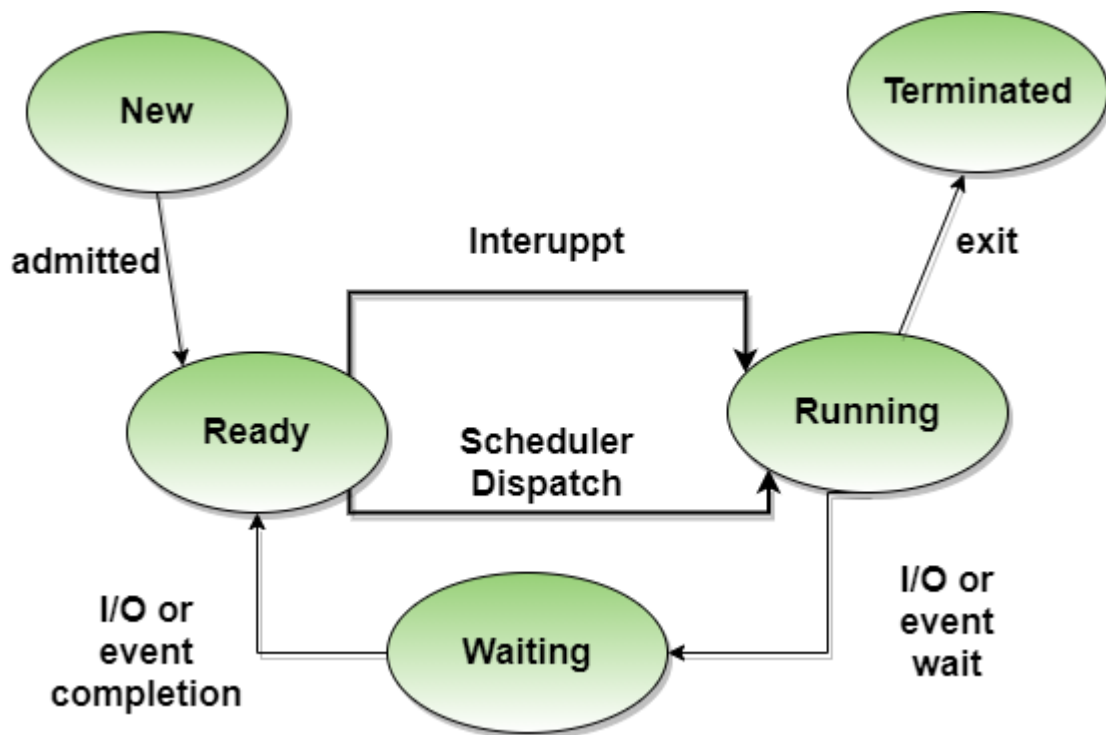 New
Terminated
admitted
Interuppt
exit
Ready
Running
Scheduler
Dispatch
I/O or
event
completion
Waiting
I/O or
event
wait